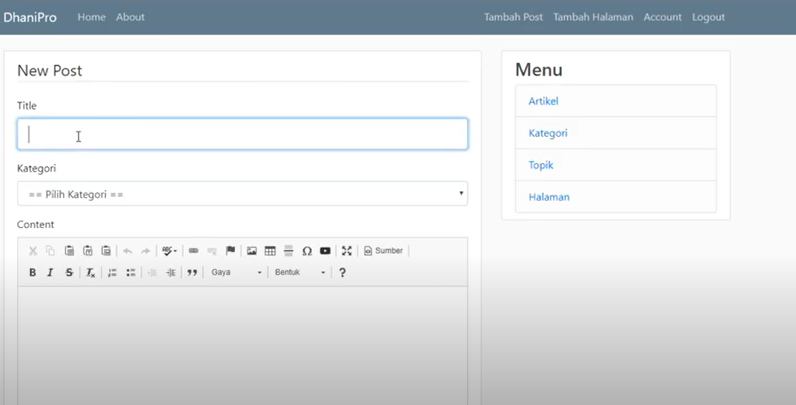 DhaniPro Home About Tambah Post Tambah Halaman Account Logout
New Post
Title
Kategori
== Pilih Kategori ==
Content
Sumber
B I S Tx Gaya Bentuk ?
Menu
Artikel
Kategori
Topik
Halaman